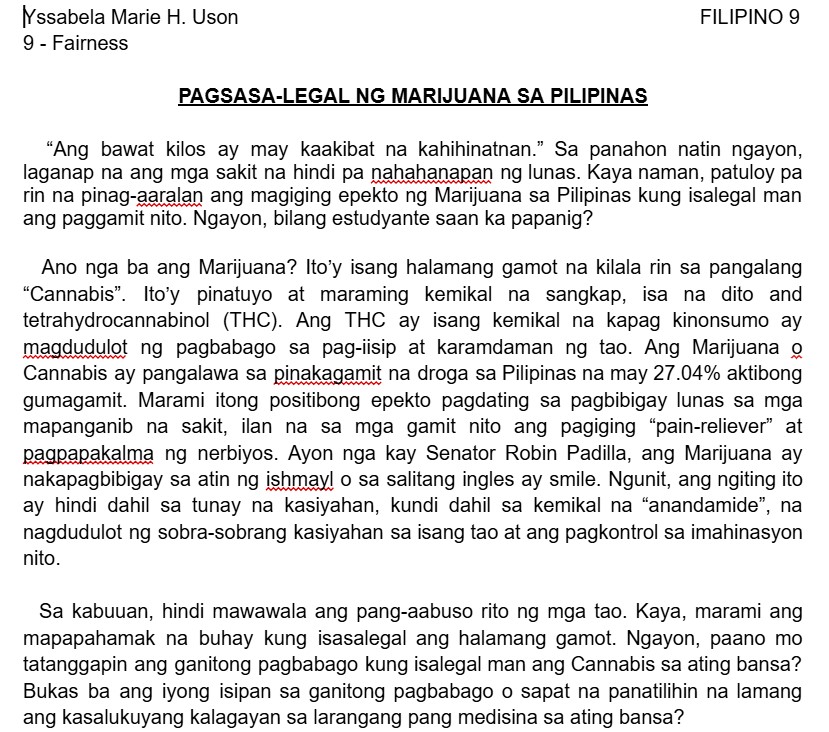 Yssabela Marie H. Uson FILIPINO 9
9 - Fairness
PAGSASA-LEGAL NG MARIJUANA SA PILIPINAS
“Ang bawat kilos ay may kaakibat na kahihinatnan.” Sa panahon natin ngayon,
laganap na ang mga sakit na hindi pa nahahanapan ng lunas. Kaya naman, patuloy pa
rin na pinag-aaralan ang magiging epekto ng Marijuana sa Pilipinas kung isalegal man
ang paggamit nito. Ngayon, bilang estudyante saan ka papanig?
Ano nga ba ang Marijuana? Ito’y isang halamang gamot na kilala rin sa pangalang
“Cannabis”. Ito’y pinatuyo at maraming kemikal na sangkap, isa na dito and
tetrahydrocannabinol (THC). Ang THC ay isang kemikal na kapag kinonsumo ay
magdudulot ng pagbabago sa pag-iisip at karamdaman ng tao. Ang Marijuana o
Cannabis ay pangalawa sa pinakagamit na droga sa Pilipinas na may 27.04% aktibong
gumagamit. Marami itong positibong epekto pagdating sa pagbibigay lunas sa mga
mapanganib na sakit, ilan na sa mga gamit nito ang pagiging “pain-reliever” at
pagpapakalma ng nerbiyos. Ayon nga kay Senator Robin Padilla, ang Marijuana ay
nakapagbibigay sa atin ng ishmayl o sa salitang ingles ay smile. Ngunit, ang ngiting ito
ay hindi dahil sa tunay na kasiyahan, kundi dahil sa kemikal na “anandamide”, na
nagdudulot ng sobra-sobrang kasiyahan sa isang tao at ang pagkontrol sa imahinasyon
nito.
Sa kabuuan, hindi mawawala ang pang-aabuso rito ng mga tao. Kaya, marami ang
mapapahamak na buhay kung isasalegal ang halamang gamot. Ngayon, paano mo
tatanggapin ang ganitong pagbabago kung isalegal man ang Cannabis sa ating bansa?
Bukas ba ang iyong isipan sa ganitong pagbabago o sapat na panatilihin na lamang
ang kasalukuyang kalagayan sa larangang pang medisina sa ating bansa?